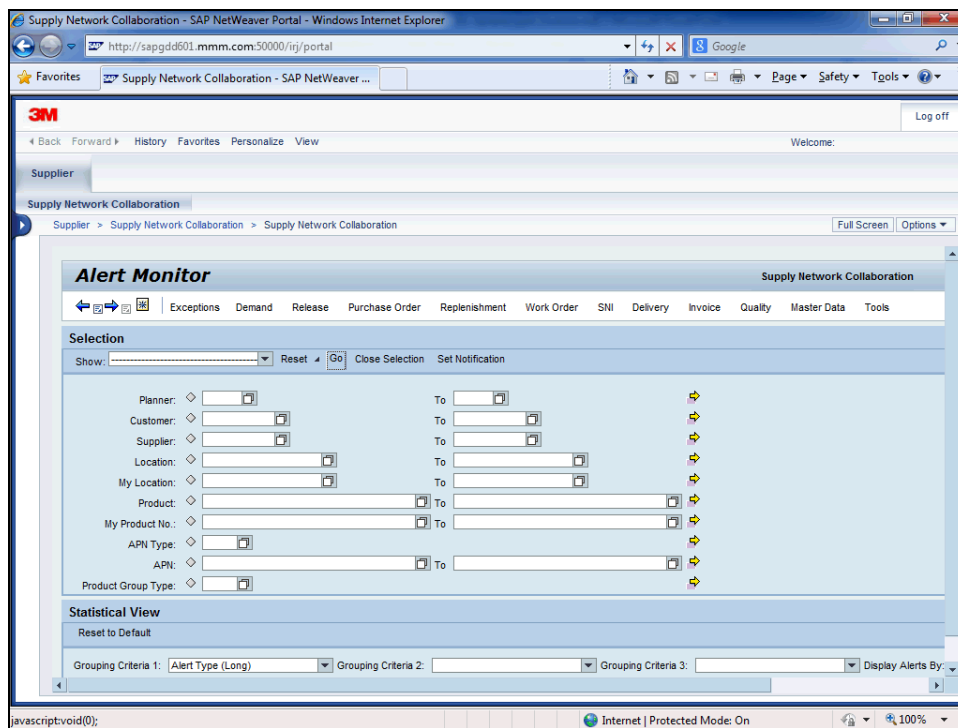 Supply Network Collaboration - SAP NetWeaver Portal - Windows Internet Explorer
http://sapgdd601.mmm.com:50000/irj/portal
Google
Favorites
Supply Network Collaboration - SAP NetWeaver ...
Page
Safety
Tools
3M
Log off
Back Forward History Favorites Personalize View Welcome:
Supplier
Supply Network Collaboration
Supplier > Supply Network Collaboration > Supply Network Collaboration
Full Screen Options
Alert Monitor
Supply Network Collaboration
Exceptions Demand Release Purchase Order Replenishment Work Order SNI Delivery Invoice Quality Master Data Tools
Selection
Show: Reset Go Close Selection Set Notification
Planner: To
Customer: To
Supplier: To
Location: To
My Location: To
Product: To
My Product No.: To
APN Type:
APN: To
Product Group Type:
Statistical View
Reset to Default
Grouping Criteria 1: Alert Type (Long) Grouping Criteria 2: Grouping Criteria 3: Display Alerts By:
javascript:void(0); Internet | Protected Mode: On 100%